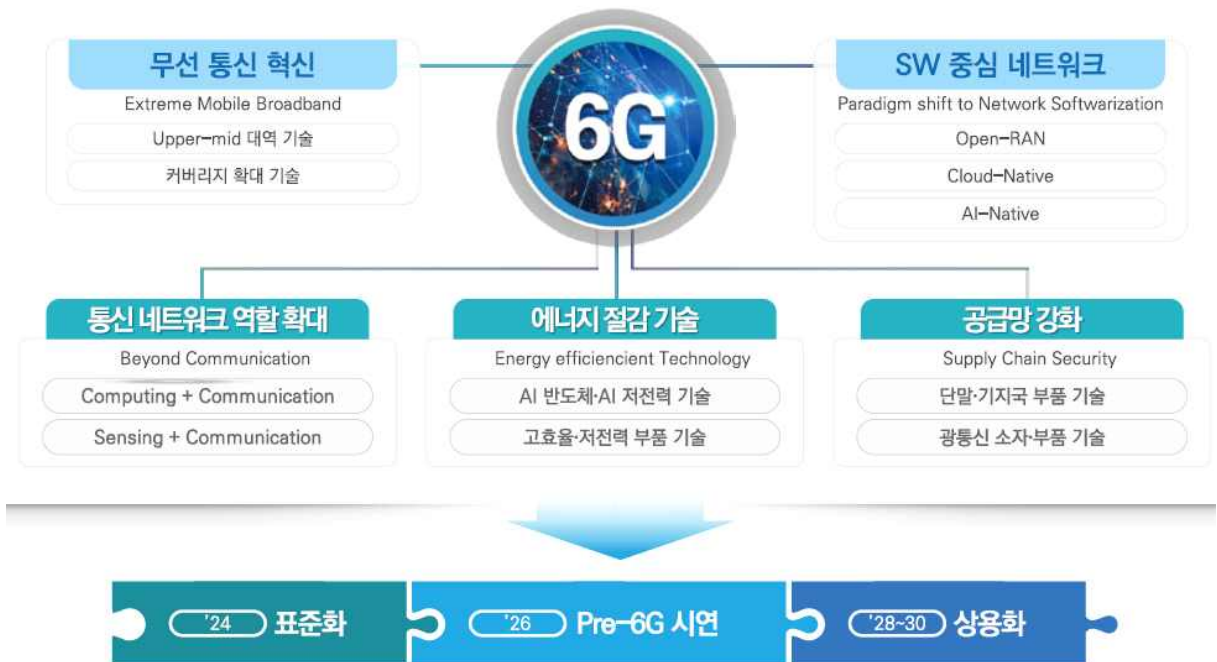 무선 통신 혁신
Extreme Mobile Broadband
Upper-mid 대역 기술
커버리지 확대 기술
6G
SW 중심 네트워크
Paradigm shift to Network Softwarization
Open-RAN
Cloud-Native
AI-Native
통신 네트워크 역할 확대
Beyond Communication
Computing + Communication
Sensing + Communication
에너지 절감 기술
Energy efficiencient Technology
AI 반도체·AI 저전력 기술
고효율·저전력 부품 기술
공급망 강화
Supply Chain Security
단말·기지국 부품 기술
광통신 소자·부품 기술
'24 표준화
'26 Pre-6G 시연
'28~30 상용화